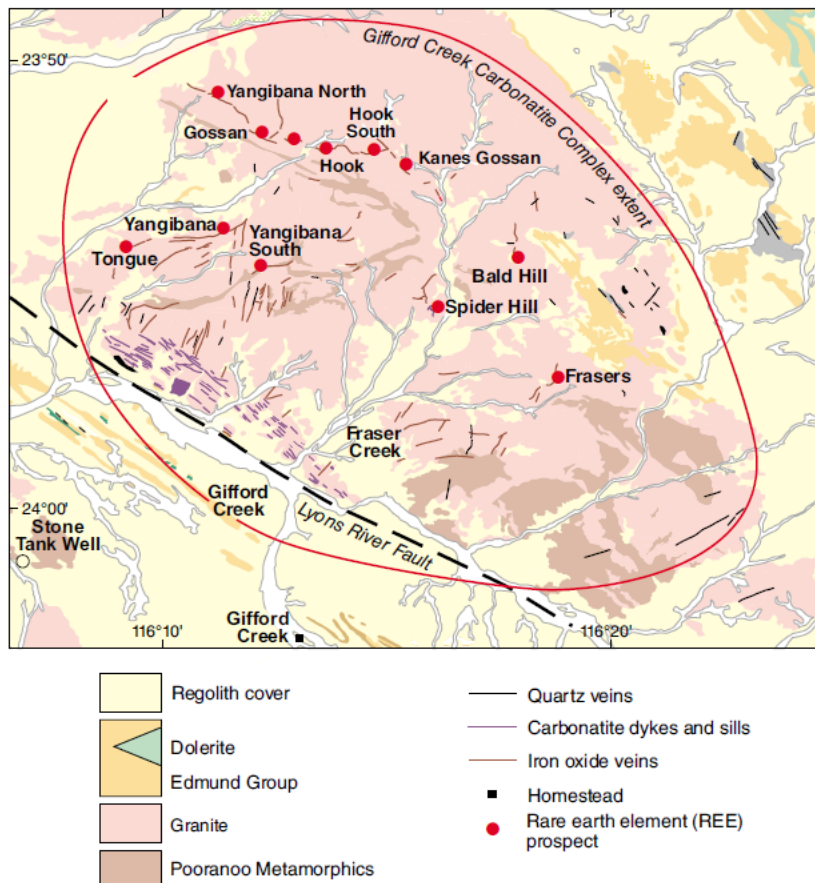 23°50'
Gifford Creek Carbonatite Complex extent
Yangibana North
Gossan
Hook
South
Hook
Kanes Gossan
Yangibana
Tongue
Yangibana
South
Bald Hill
Spider Hill
Frasers
Fraser
Creek
24°00'
Gifford
Creek
Lyons River Fault
Stone
Tank Well
Gifford
Creek
116°10'
116°20'
Regolith cover
Dolerite
Edmund Group
Granite
Pooranoo Metamorphics
Quartz veins
Carbonatite dykes and sills
Iron oxide veins
Homestead
Rare earth element (REE)
prospect